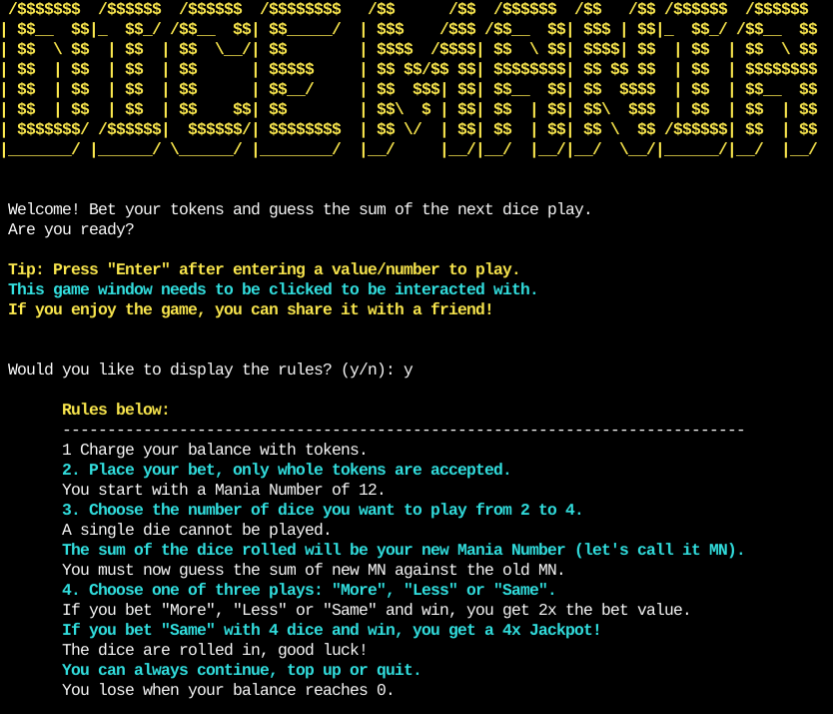 DICE MANIA
Welcome! Bet your tokens and guess the sum of the next dice play.
Are you ready?
Tip: Press "Enter" after entering a value/number to play.
This game window needs to be clicked to be interacted with.
If you enjoy the game, you can share it with a friend!
Would you like to display the rules? (y/n): y
Rules below:
----------------------------------------------------------------------------
1 Charge your balance with tokens.
2. Place your bet, only whole tokens are accepted.
You start with a Mania Number of 12.
3. Choose the number of dice you want to play from 2 to 4.
A single die cannot be played.
The sum of the dice rolled will be your new Mania Number (let's call it MN).
You must now guess the sum of new MN against the old MN.
4. Choose one of three plays: "More", "Less" or "Same".
If you bet "More", "Less" or "Same" and win, you get 2x the bet value.
If you bet "Same" with 4 dice and win, you get a 4x Jackpot!
The dice are rolled in, good luck!
You can always continue, top up or quit.
You lose when your balance reaches 0.